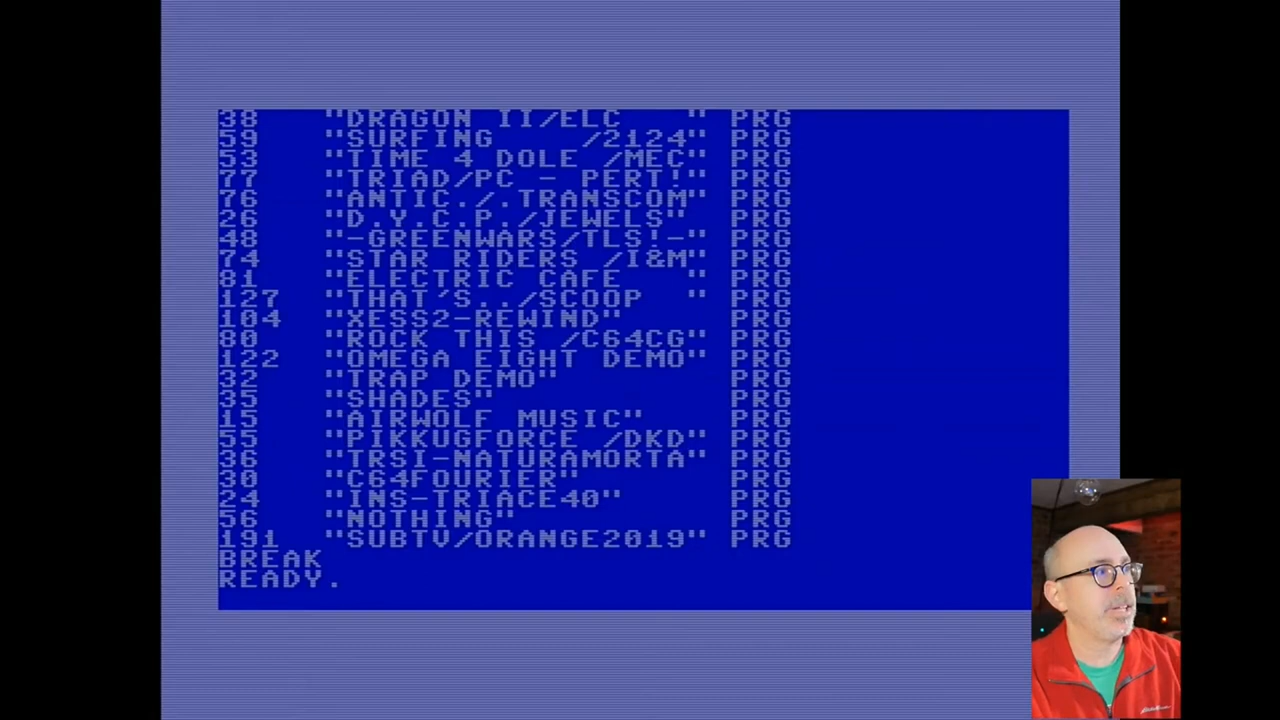 38 "DRAGON II/ELC " PRG
59 "SURFING /2124" PRG
53 "TIME 4 DOLE /MEC" PRG
77 "TRIAD/PC - PERT!" PRG
76 "ANTIC./.TRANSCOM" PRG
26 "D.Y.C.P./JEWELS" PRG
48 "-GREENWARS/TLS!-" PRG
74 "STAR RIDERS /I&M" PRG
81 "ELECTRIC CAFE " PRG
127 "THAT'S../SCOOP " PRG
104 "XESS2-REWIND" PRG
80 "ROCK THIS /C64CG" PRG
122 "OMEGA EIGHT DEMO" PRG
32 "TRAP DEMO" PRG
35 "SHADES" PRG
15 "AIRWOLF MUSIC" PRG
55 "PIKKUGFORCE /DKD" PRG
36 "TRSI-NATURAMORTA" PRG
30 "C64FOURIER" PRG
24 "INS-TRIACE40" PRG
56 "NOTHING" PRG
191 "SUBTV/ORANGE2019" PRG
BREAK
READY.